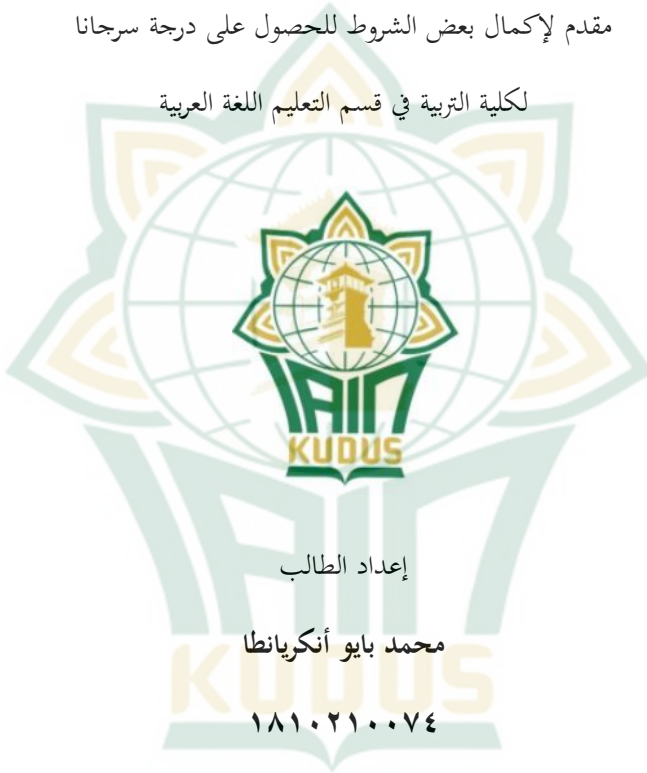 مقدم لإكمال بعض الشروط للحصول على درجة سرجانا
لكلية التربية في قسم التعليم اللغة العربية
IAIN
KUDUS
إعداد الطالب
محمد بايو أنكريانطا
١٨١٠٢١٠٠٧٤